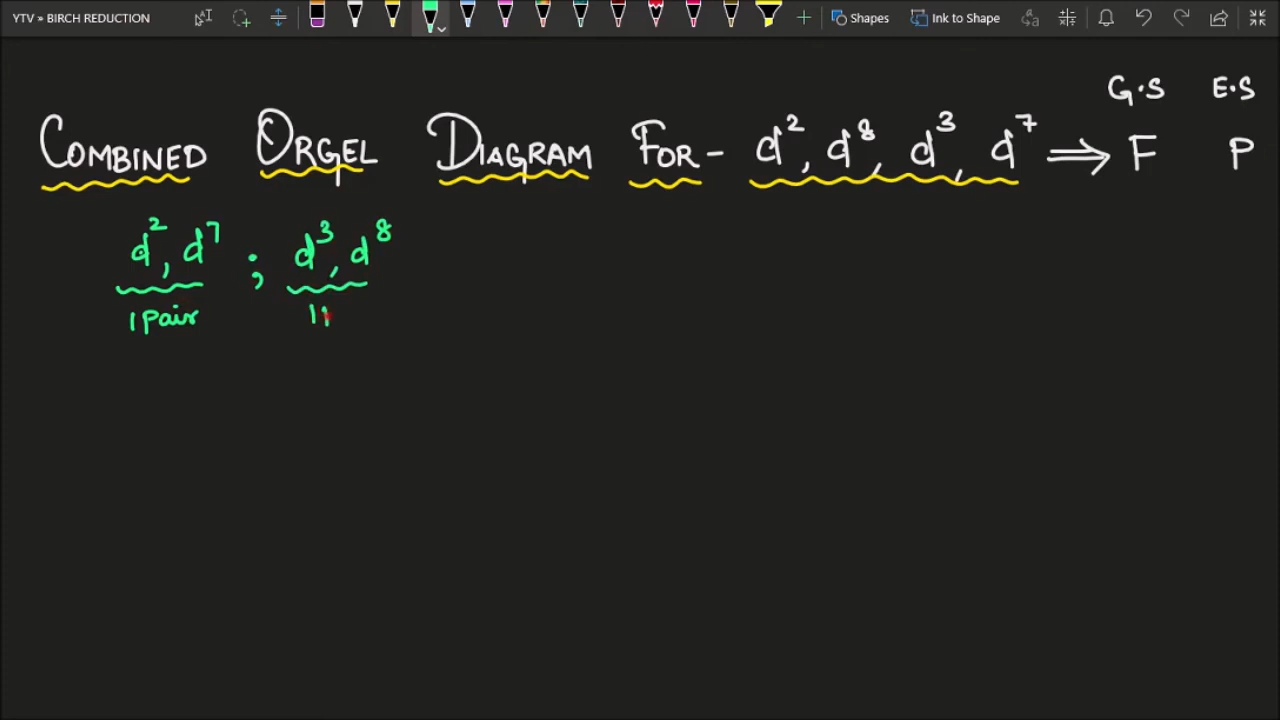 YTV » BIRCH REDUCTION Shapes Ink to Shape
G.S E.S
COMBINED ORGEL DIAGRAM FOR- d², d⁸, d³, d⁷ ⟹ F P
d², d⁷ ; d³, d⁸
1 pair